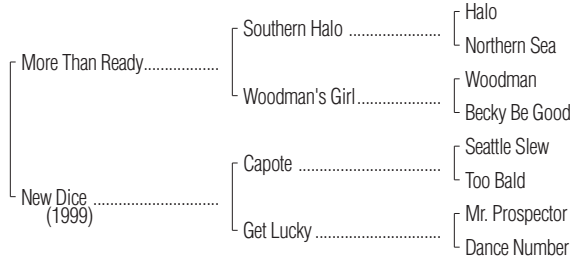 Halo
Southern Halo ...................
Northern Sea
More Than Ready...................
Woodman
Woodman's Girl.................
Becky Be Good
Seattle Slew
Capote .............................
Too Bald
New Dice .........................
(1999)
Mr. Prospector
Get Lucky .........................
Dance Number